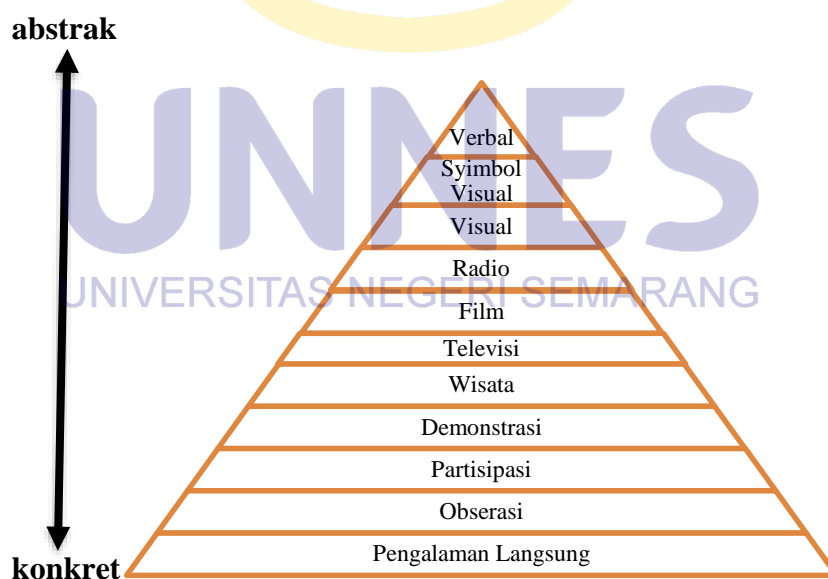 abstrak
UNNES
Verbal
Syimbol
Visual
Visual
Radio
UNIVERSITAS NEGERI SEMARANG
Film
Televisi
Wisata
Demonstrasi
Partisipasi
Obserasi
Pengalaman Langsung
konkret